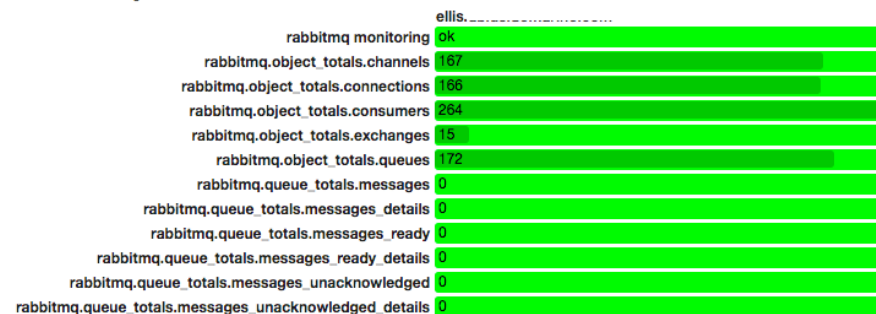 ellis.
rabbitmq monitoring ok
rabbitmq.object_totals.channels 167
rabbitmq.object_totals.connections 166
rabbitmq.object_totals.consumers 264
rabbitmq.object_totals.exchanges 15
rabbitmq.object_totals.queues 172
rabbitmq.queue_totals.messages 0
rabbitmq.queue_totals.messages_details 0
rabbitmq.queue_totals.messages_ready 0
rabbitmq.queue_totals.messages_ready_details 0
rabbitmq.queue_totals.messages_unacknowledged 0
rabbitmq.queue_totals.messages_unacknowledged_details 0